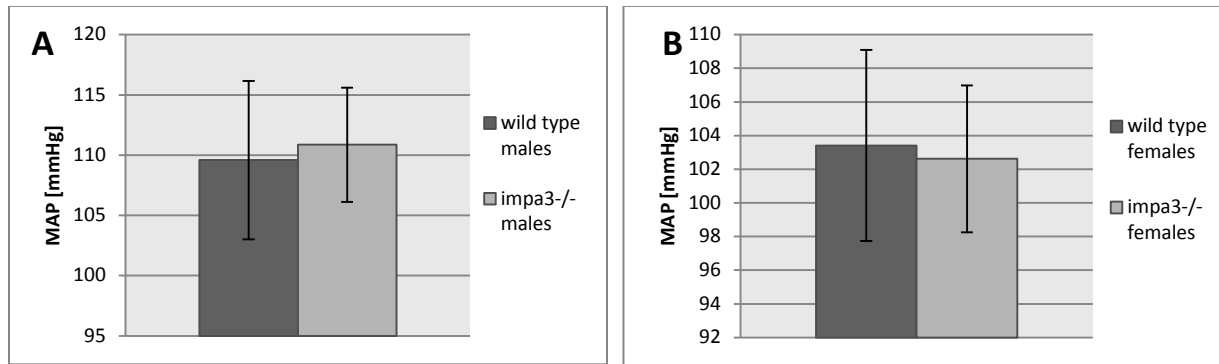 A
MAP [mmHg]
120
115
110
105
100
95
wild type
males
impa3-/-
males
B
MAP [mmHg]
110
108
106
104
102
100
98
96
94
92
wild type
females
impa3-/-
females